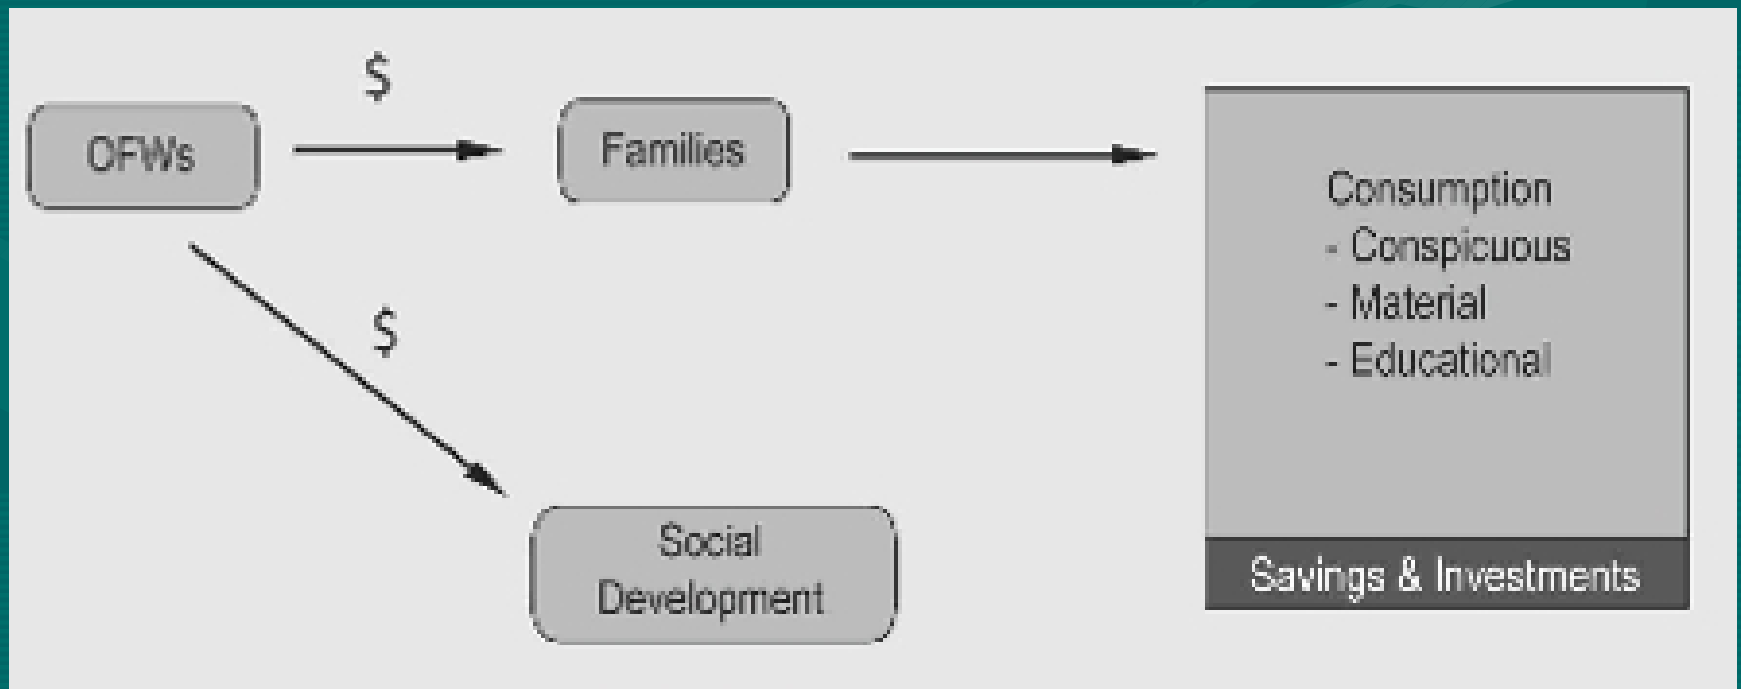 $
OFWs
Families
Consumption
- Conspicuous
- Material
- Educational
$
Social
Development
Savings & Investments